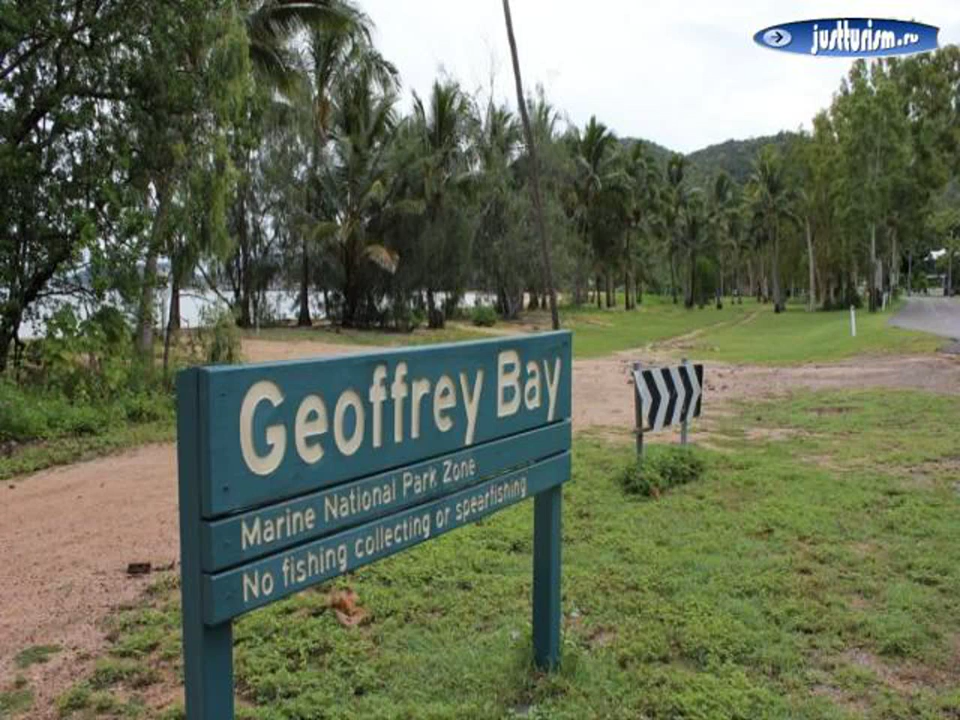 justturism.ru
Geoffrey Bay
Marine National Park Zone
No fishing collecting or spearfishing